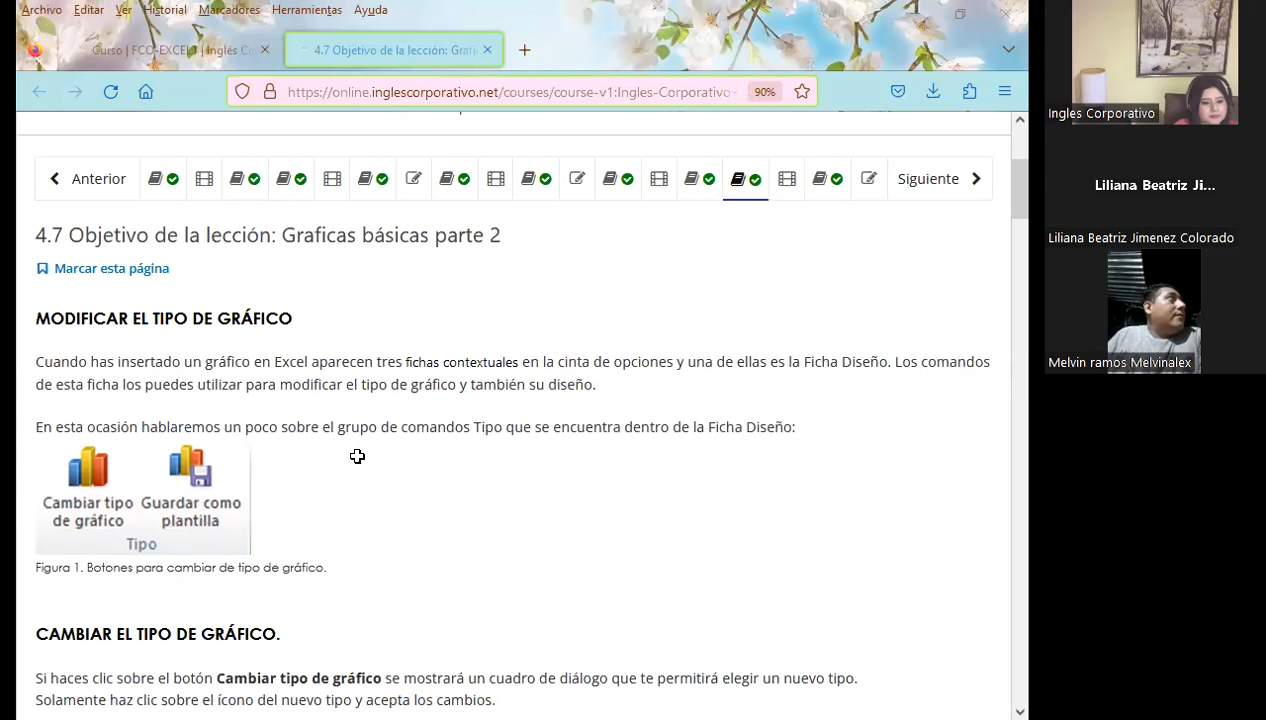 Archivo Editar Ver Historial Marcadores Herramientas Ayuda
Curso | FCO-EXCEL1 | Inglés Co
4.7 Objetivo de la lección: Grafi
https://online.inglescorporativo.net/courses/course-v1:Ingles-Corporativo
90%
Anterior
Siguiente
4.7 Objetivo de la lección: Graficas básicas parte 2
Marcar esta página
MODIFICAR EL TIPO DE GRÁFICO
Cuando has insertado un gráfico en Excel aparecen tres fichas contextuales en la cinta de opciones y una de ellas es la Ficha Diseño. Los comandos
de esta ficha los puedes utilizar para modificar el tipo de gráfico y también su diseño.
En esta ocasión hablaremos un poco sobre el grupo de comandos Tipo que se encuentra dentro de la Ficha Diseño:
Cambiar tipo de gráfico
Guardar como plantilla
Tipo
Figura 1. Botones para cambiar de tipo de gráfico.
CAMBIAR EL TIPO DE GRÁFICO.
Si haces clic sobre el botón Cambiar tipo de gráfico se mostrará un cuadro de diálogo que te permitirá elegir un nuevo tipo.
Solamente haz clic sobre el ícono del nuevo tipo y acepta los cambios.
Ingles Corporativo
Liliana Beatriz Ji...
Liliana Beatriz Jimenez Colorado
Melvin ramos Melvinalex